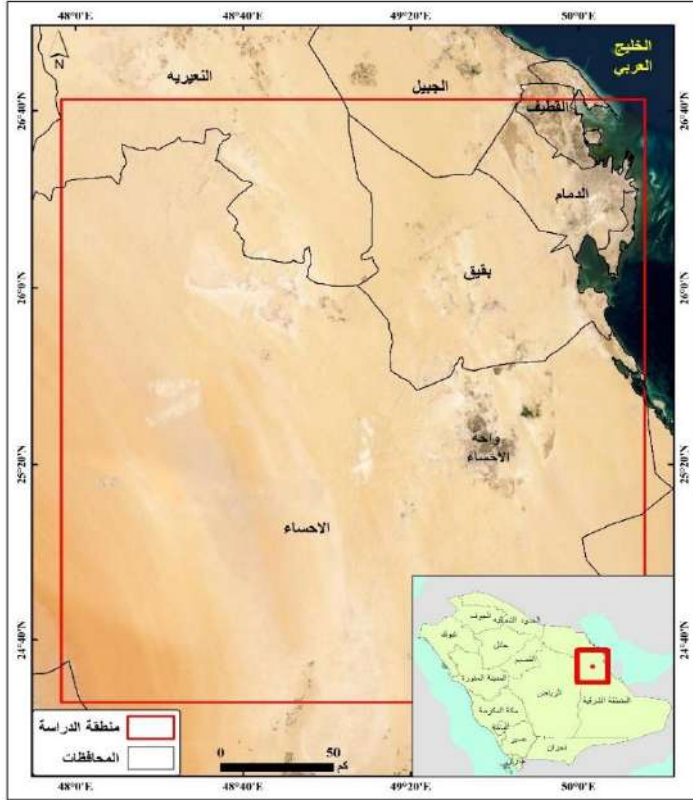 48°0'E 48°40'E 49°20'E 50°0'E
الخليج
العربي
N
النعيريه
الجبيل
26°40'N 26°40'N
القطيف
الدمام
بقيق
26°0'N 26°0'N
واحة
الاحساء
25°20'N 25°20'N
الاحساء
24°40'N 24°40'N
الحدود الشمالية
الجوف
تبوك
حائل
القصيم
المدينة المنورة
الرياض
المنطقة الشرقية
مكة المكرمة
عسير
نجران
منطقة الدراسة
المحافظات
0 50
كم
48°0'E 48°40'E 49°20'E 50°0'E